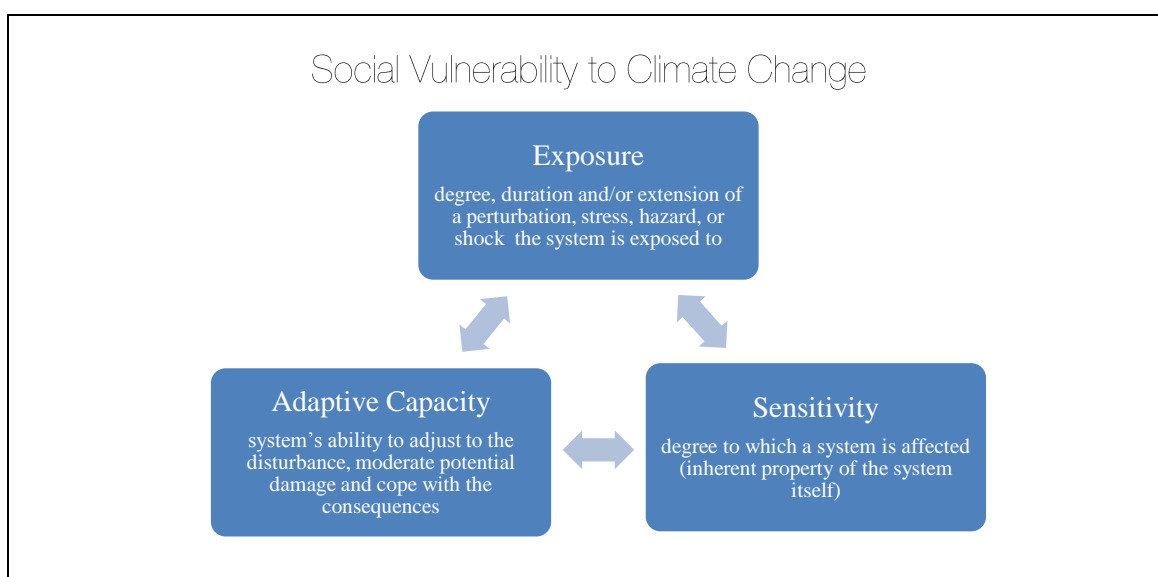 Social Vulnerability to Climate Change
Exposure
degree, duration and/or extension of
a perturbation, stress, hazard, or
shock the system is exposed to
Adaptive Capacity
system's ability to adjust to the
disturbance, moderate potential
damage and cope with the
consequences
Sensitivity
degree to which a system is affected
(inherent property of the system
itself)